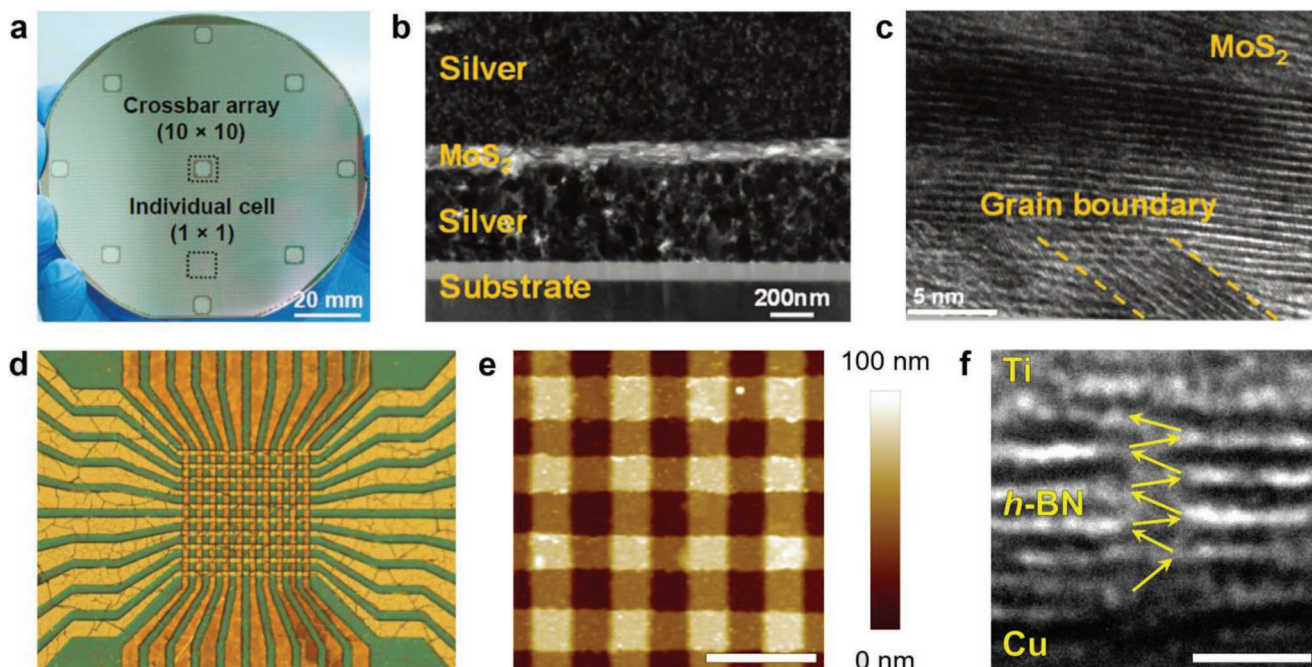 a
Crossbar array
(10 × 10)
Individual cell
(1 × 1)
20 mm
b
Silver
MoS₂
Silver
Substrate
200nm
c
MoS₂
Grain boundary
5 nm
d
e
100 nm
0 nm
f
Ti
h-BN
Cu